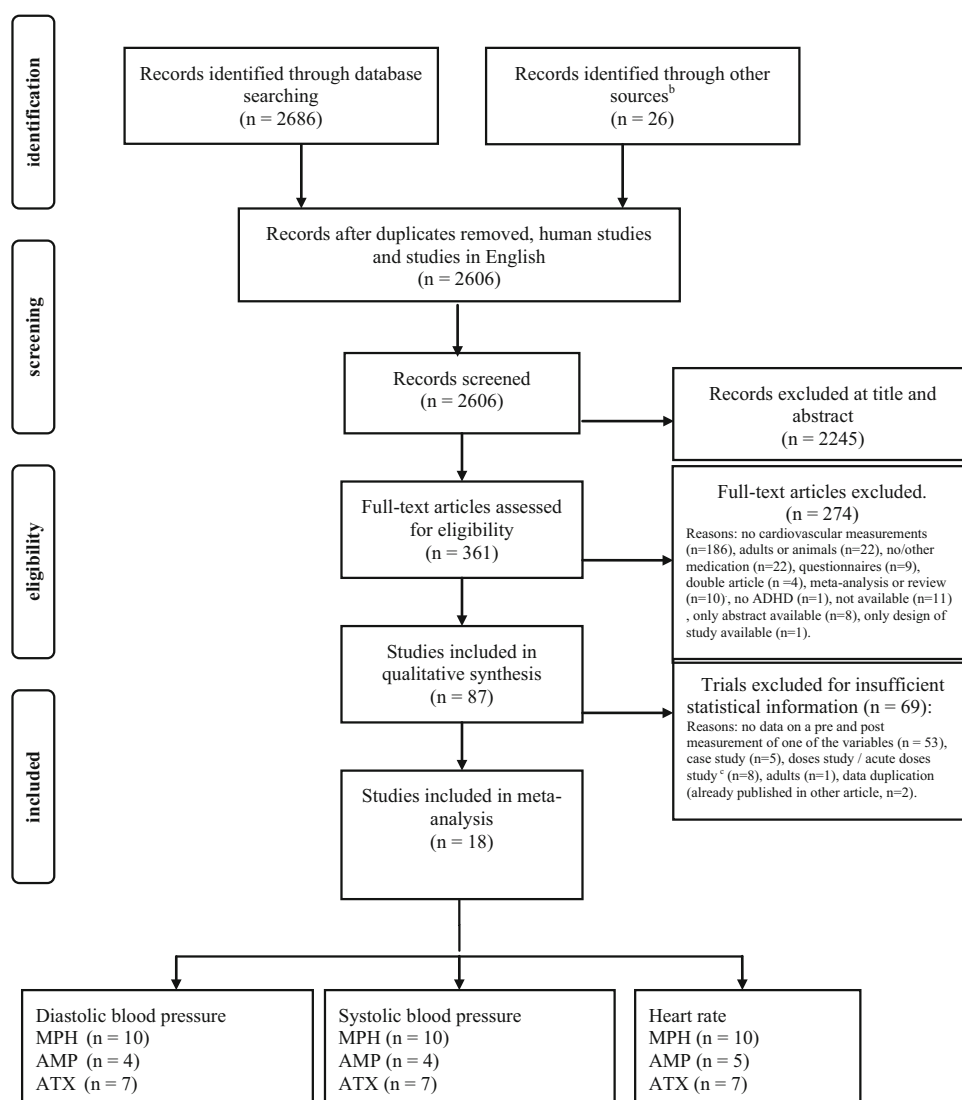 identification
Records identified through database
searching
(n = 2686)
Records identified through other
sourcesᵇ
(n = 26)
Records after duplicates removed, human studies
and studies in English
(n = 2606)
screening
Records screened
(n = 2606)
Records excluded at title and
abstract
(n = 2245)
eligibility
Full-text articles assessed
for eligibility
(n = 361)
Full-text articles excluded.
(n = 274)
Reasons: no cardiovascular measurements
(n=186), adults or animals (n=22), no/other
medication (n=22), questionnaires (n=9),
double article (n =4), meta-analysis or review
(n=10), no ADHD (n=1), not available (n=11)
, only abstract available (n=8), only design of
study available (n=1).
Studies included in
qualitative synthesis
(n = 87)
Trials excluded for insufficient
statistical information (n = 69):
Reasons: no data on a pre and post
measurement of one of the variables (n = 53),
case study (n=5), doses study / acute doses
study ᶜ (n=8), adults (n=1), data duplication
(already published in other article, n=2).
included
Studies included in meta-
analysis
(n = 18)
Diastolic blood pressure
MPH (n = 10)
AMP (n = 4)
ATX (n = 7)
Systolic blood pressure
MPH (n = 10)
AMP (n = 4)
ATX (n = 7)
Heart rate
MPH (n = 10)
AMP (n = 5)
ATX (n = 7)